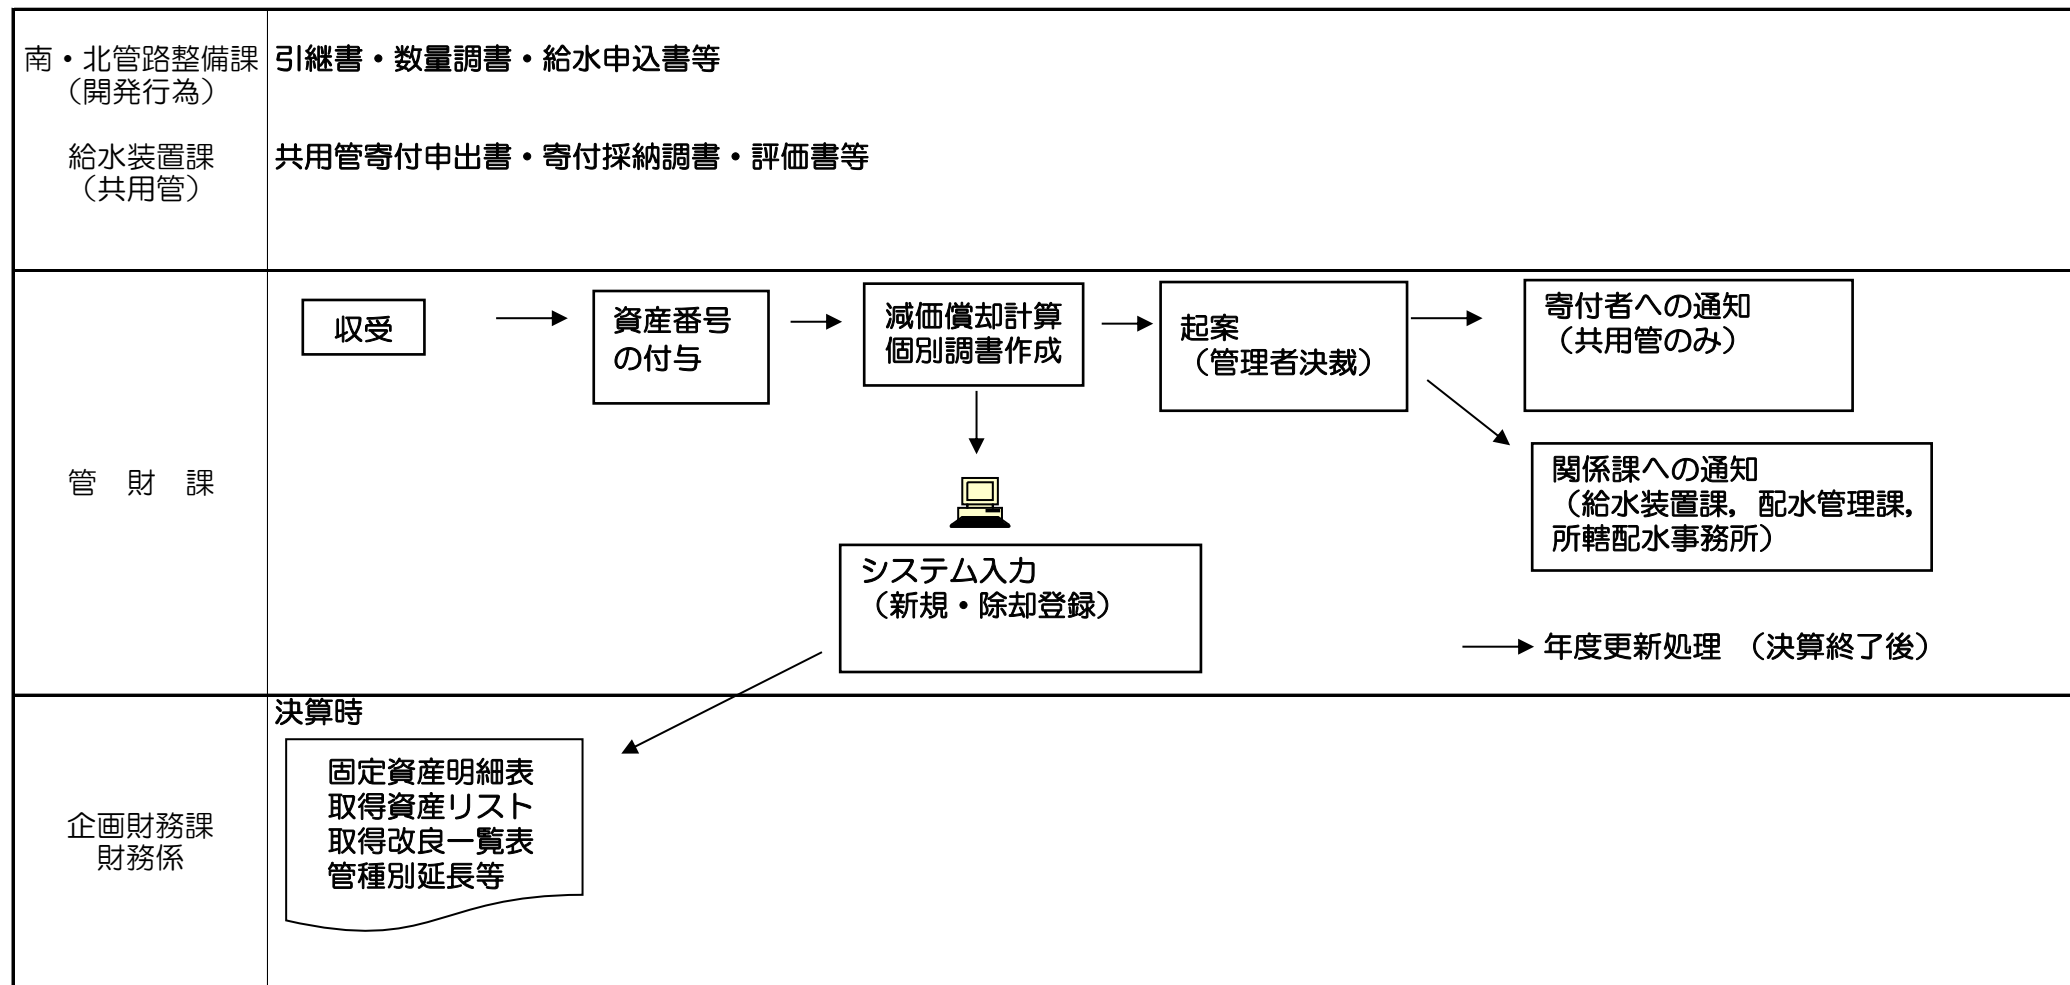 南・北管路整備課
（開発行為）
引継書・数量調書・給水申込書等
給水装置課
（共用管）
共用管寄付申出書・寄付採納調書・評価書等
管　財　課
収受
資産番号
の付与
減価償却計算
個別調書作成
起案
（管理者決裁）
寄付者への通知
（共用管のみ）
関係課への通知
（給水装置課，配水管理課，
所轄配水事務所）
システム入力
（新規・除却登録）
年度更新処理　（決算終了後）
企画財務課
財務係
決算時
固定資産明細表
取得資産リスト
取得改良一覧表
管種別延長等